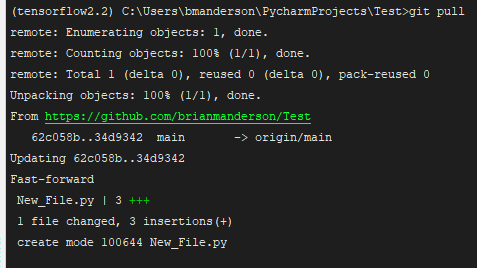 (tensorflow2.2) C:\Users\bmanderson\PycharmProjects\Test>git pull
remote: Enumerating objects: 1, done.
remote: Counting objects: 100% (1/1), done.
remote: Total 1 (delta 0), reused 0 (delta 0), pack-reused 0
Unpacking objects: 100% (1/1), done.
From https://github.com/brianmanderson/Test
   62c058b..34d9342  main       -> origin/main
Updating 62c058b..34d9342
Fast-forward
 New_File.py | 3 +++
 1 file changed, 3 insertions(+)
 create mode 100644 New_File.py